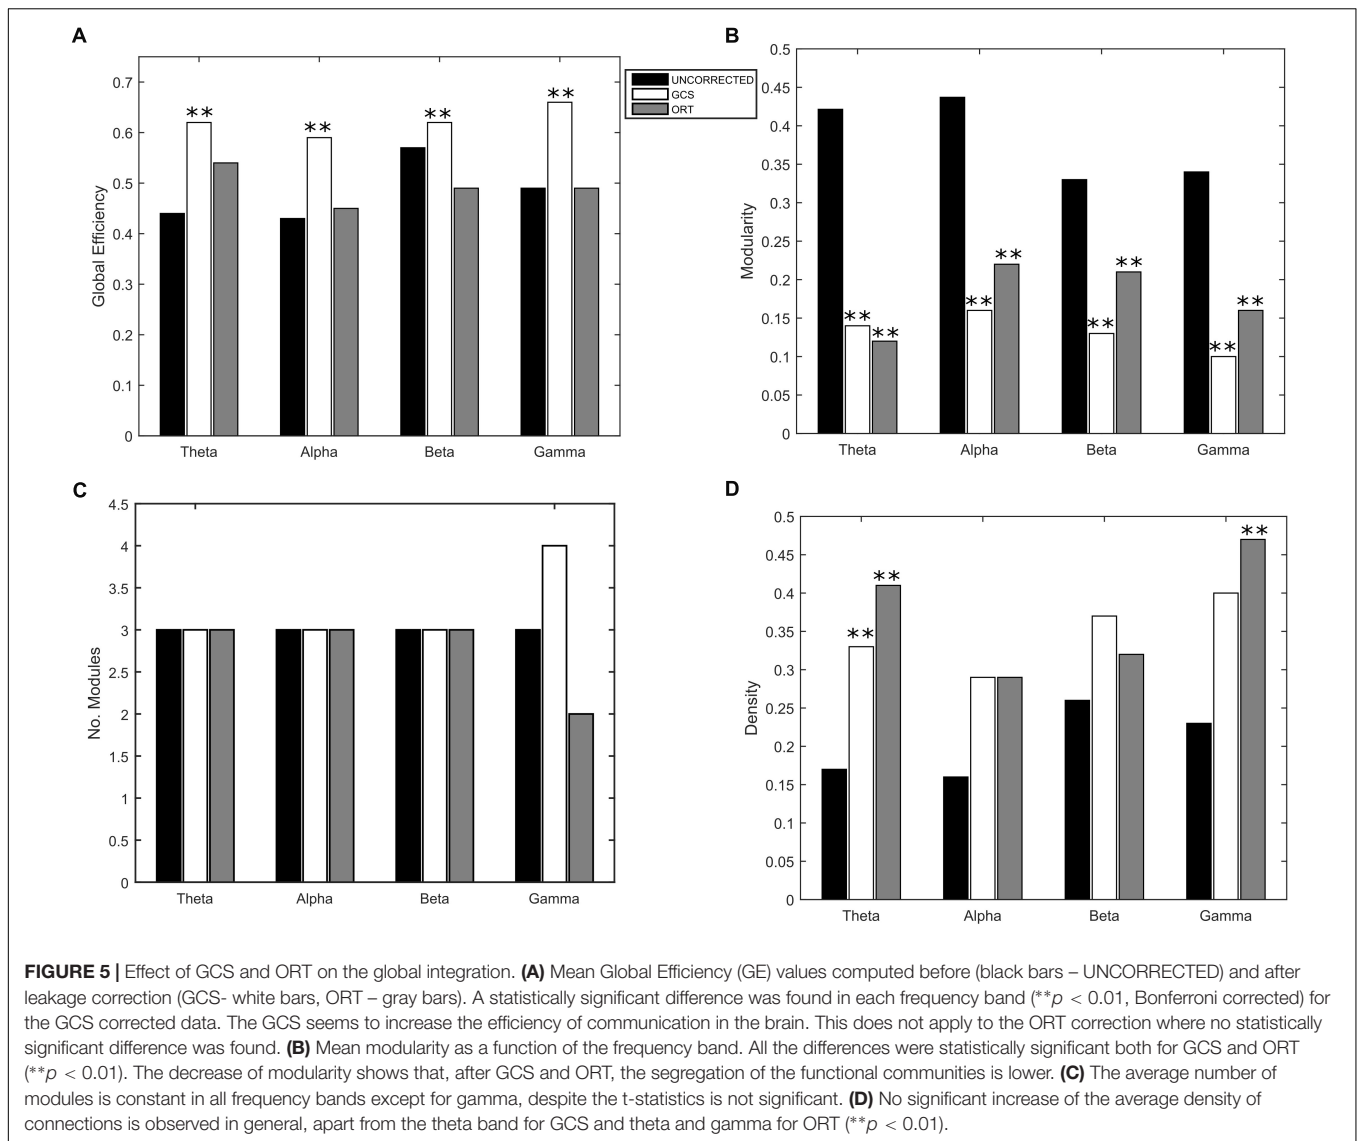 A
0.7
0.6
0.5
0.4
0.3
0.2
0.1
0
Global Efficiency
** ** ** **
Theta Alpha Beta Gamma
UNCORRECTED
GCS
ORT
B
0.5
0.45
0.4
0.35
0.3
0.25
0.2
0.15
0.1
0.05
0
Modularity
** ** ** ** ** ** ** **
Theta Alpha Beta Gamma
C
4.5
4
3.5
3
2.5
2
1.5
1
0.5
0
No. Modules
Theta Alpha Beta Gamma
D
0.5
0.45
0.4
0.35
0.3
0.25
0.2
0.15
0.1
0.05
0
Density
** ** **
Theta Alpha Beta Gamma
FIGURE 5 | Effect of GCS and ORT on the global integration. (A) Mean Global Efficiency (GE) values computed before (black bars – UNCORRECTED) and after
leakage correction (GCS- white bars, ORT – gray bars). A statistically significant difference was found in each frequency band (**p < 0.01, Bonferroni corrected) for
the GCS corrected data. The GCS seems to increase the efficiency of communication in the brain. This does not apply to the ORT correction where no statistically
significant difference was found. (B) Mean modularity as a function of the frequency band. All the differences were statistically significant both for GCS and ORT
(**p < 0.01). The decrease of modularity shows that, after GCS and ORT, the segregation of the functional communities is lower. (C) The average number of
modules is constant in all frequency bands except for gamma, despite the t-statistics is not significant. (D) No significant increase of the average density of
connections is observed in general, apart from the theta band for GCS and theta and gamma for ORT (**p < 0.01).